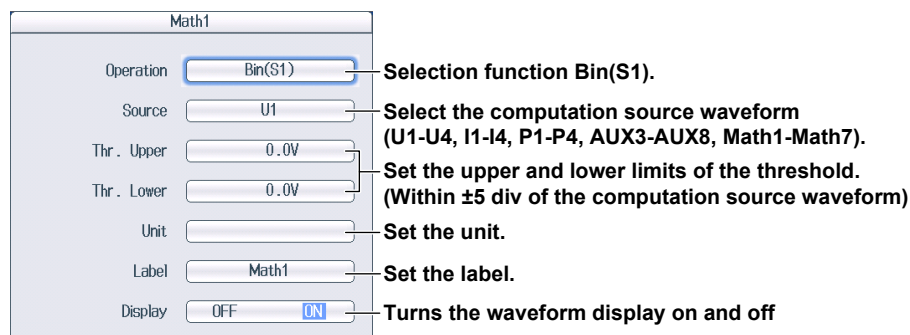 Math1
Operation Bin(S1) Selection function Bin(S1).
Source U1 Select the computation source waveform
(U1-U4, I1-I4, P1-P4, AUX3-AUX8, Math1-Math7).
Thr. Upper 0.0V
Set the upper and lower limits of the threshold.
Thr. Lower 0.0V
(Within ±5 div of the computation source waveform)
Unit Set the unit.
Label Math1 Set the label.
Display OFF ON Turns the waveform display on and off